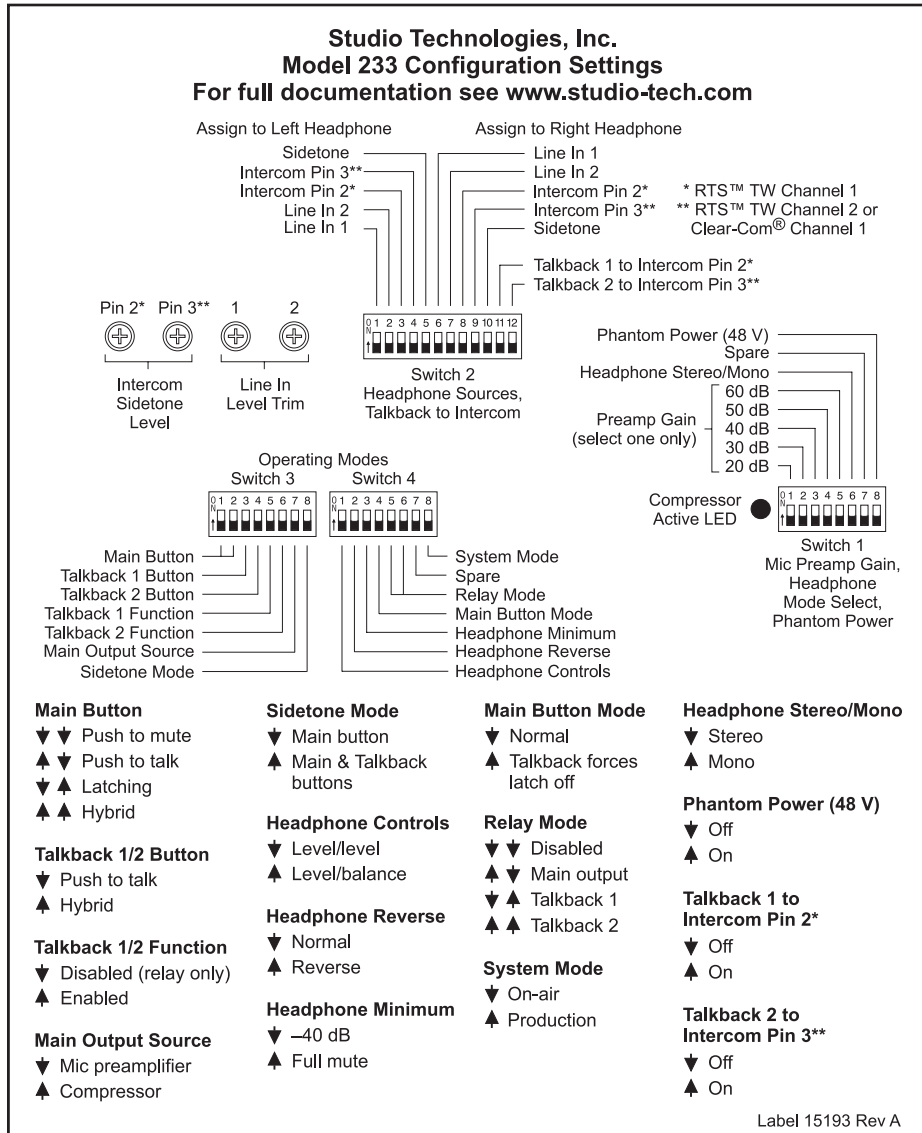 Studio Technologies, Inc.
Model 233 Configuration Settings
For full documentation see www.studio-tech.com
Assign to Left Headphone
Sidetone
Intercom Pin 3**
Intercom Pin 2*
Line In 2
Line In 1
Assign to Right Headphone
Line In 1
Line In 2
Intercom Pin 2*
Intercom Pin 3**
Sidetone
* RTS™ TW Channel 1
** RTS™ TW Channel 2 or
Clear-Com® Channel 1
Talkback 1 to Intercom Pin 2*
Talkback 2 to Intercom Pin 3**
Pin 2* Pin 3** 1 2
Intercom
Sidetone
Level
Line In
Level Trim
0 N 1 2 3 4 5 6 7 8 9 10 11 12
Switch 2
Headphone Sources,
Talkback to Intercom
Phantom Power (48 V)
Spare
Headphone Stereo/Mono
60 dB
50 dB
40 dB
30 dB
20 dB
Preamp Gain
(select one only)
Compressor
Active LED
0 N 1 2 3 4 5 6 7 8
Switch 1
Mic Preamp Gain,
Headphone
Mode Select,
Phantom Power
Operating Modes
Switch 3 Switch 4
0 N 1 2 3 4 5 6 7 8
0 N 1 2 3 4 5 6 7 8
Main Button
Talkback 1 Button
Talkback 2 Button
Talkback 1 Function
Talkback 2 Function
Main Output Source
Sidetone Mode
System Mode
Spare
Relay Mode
Main Button Mode
Headphone Minimum
Headphone Reverse
Headphone Controls
Main Button
Push to mute
Push to talk
Latching
Hybrid
Talkback 1/2 Button
Push to talk
Hybrid
Talkback 1/2 Function
Disabled (relay only)
Enabled
Main Output Source
Mic preamplifier
Compressor
Sidetone Mode
Main button
Main & Talkback
buttons
Headphone Controls
Level/level
Level/balance
Headphone Reverse
Normal
Reverse
Headphone Minimum
–40 dB
Full mute
Main Button Mode
Normal
Talkback forces
latch off
Relay Mode
Disabled
Main output
Talkback 1
Talkback 2
System Mode
On-air
Production
Headphone Stereo/Mono
Stereo
Mono
Phantom Power (48 V)
Off
On
Talkback 1 to
Intercom Pin 2*
Off
On
Talkback 2 to
Intercom Pin 3**
Off
On
Label 15193 Rev A